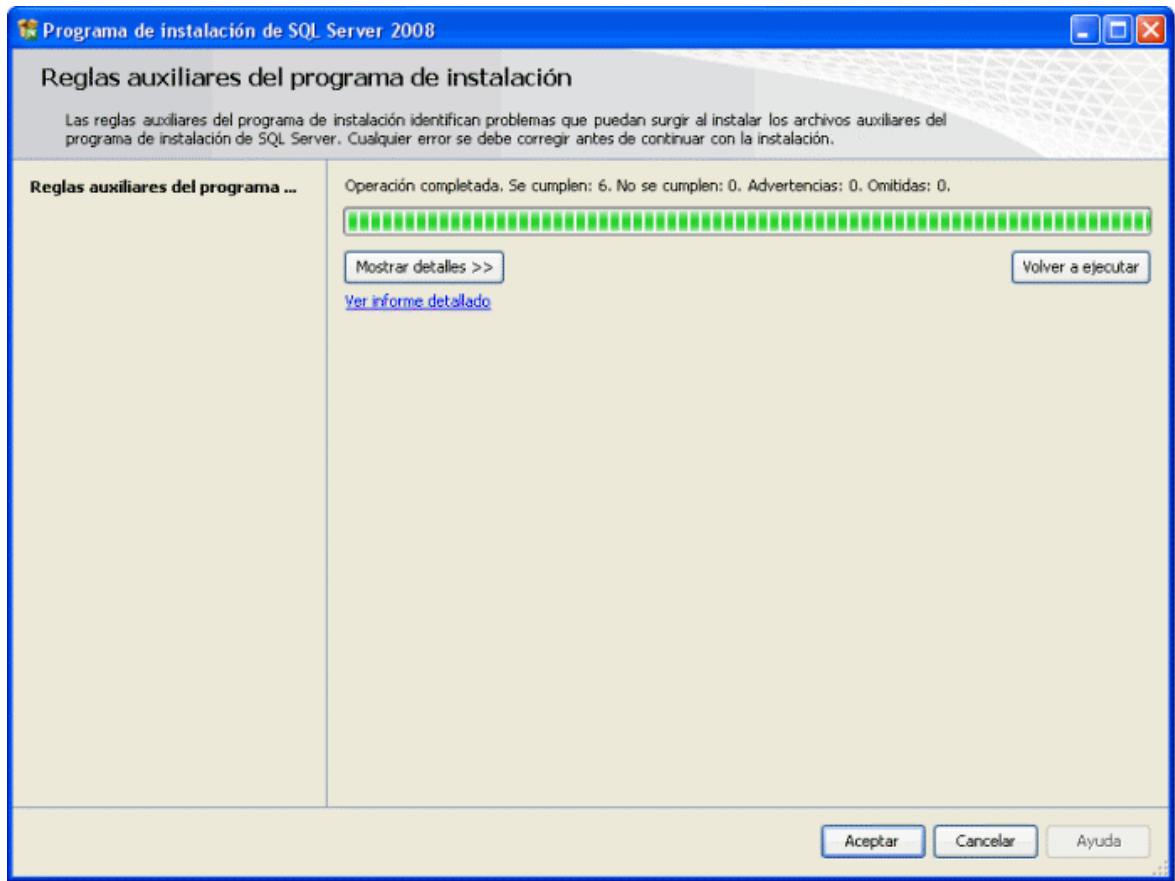 Programa de instalación de SQL Server 2008
Reglas auxiliares del programa de instalación
Las reglas auxiliares del programa de instalación identifican problemas que puedan surgir al instalar los archivos auxiliares del
programa de instalación de SQL Server. Cualquier error se debe corregir antes de continuar con la instalación.
Reglas auxiliares del programa ...
Operación completada. Se cumplen: 6. No se cumplen: 0. Advertencias: 0. Omitidas: 0.
Mostrar detalles >>
Volver a ejecutar
Ver informe detallado
Aceptar
Cancelar
Ayuda